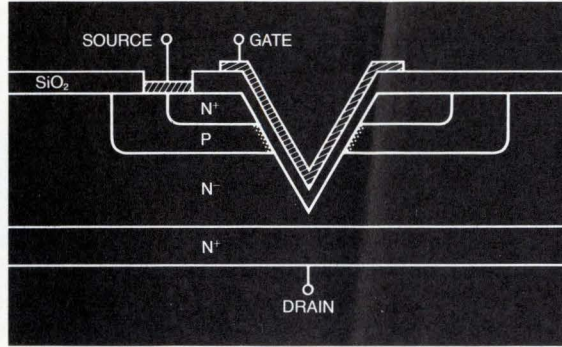 SOURCE GATE
SiO₂
N⁺
P
N⁻
N⁺
DRAIN